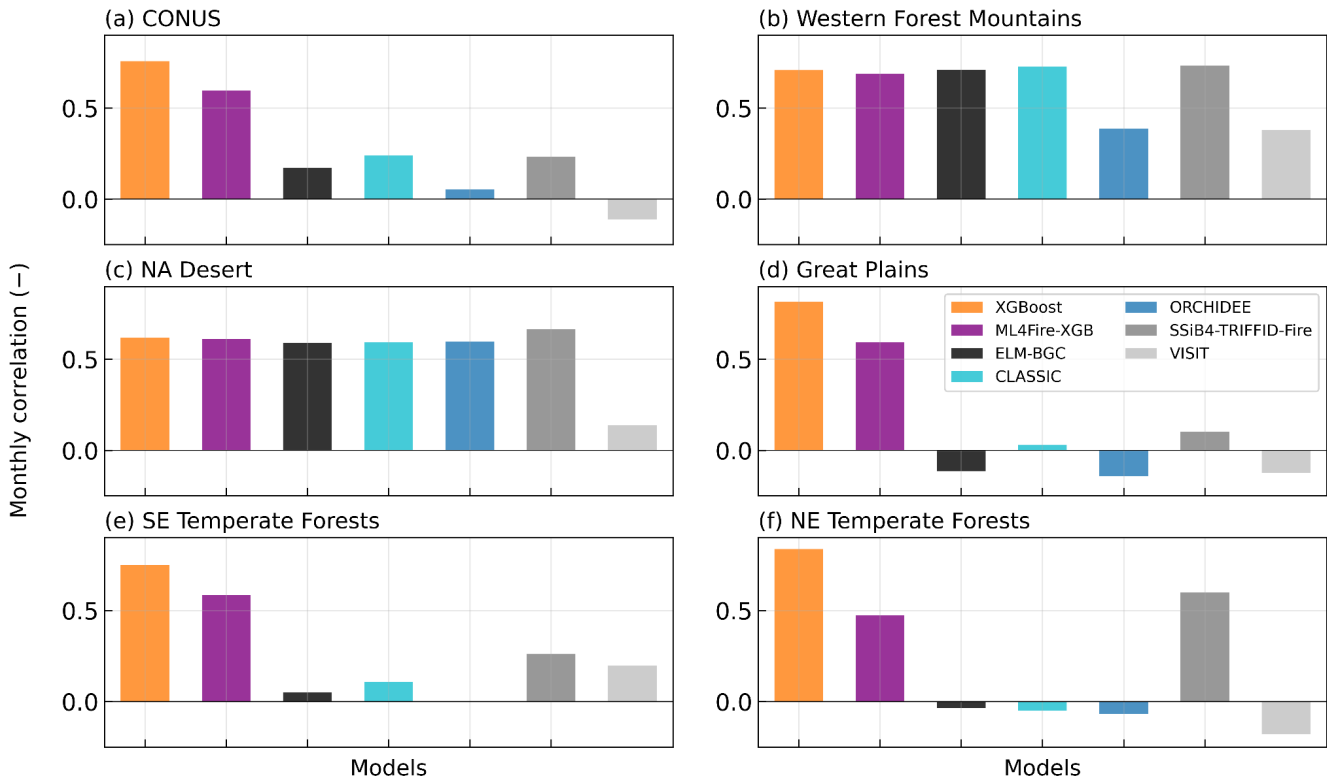 (a) CONUS
0.5
0.0
(b) Western Forest Mountains
0.5
0.0
Monthly correlation (−)
(c) NA Desert
0.5
0.0
(d) Great Plains
0.5
0.0
XGBoost
ML4Fire-XGB
ELM-BGC
CLASSIC
ORCHIDEE
SSiB4-TRIFFID-Fire
VISIT
(e) SE Temperate Forests
0.5
0.0
Models
(f) NE Temperate Forests
0.5
0.0
Models